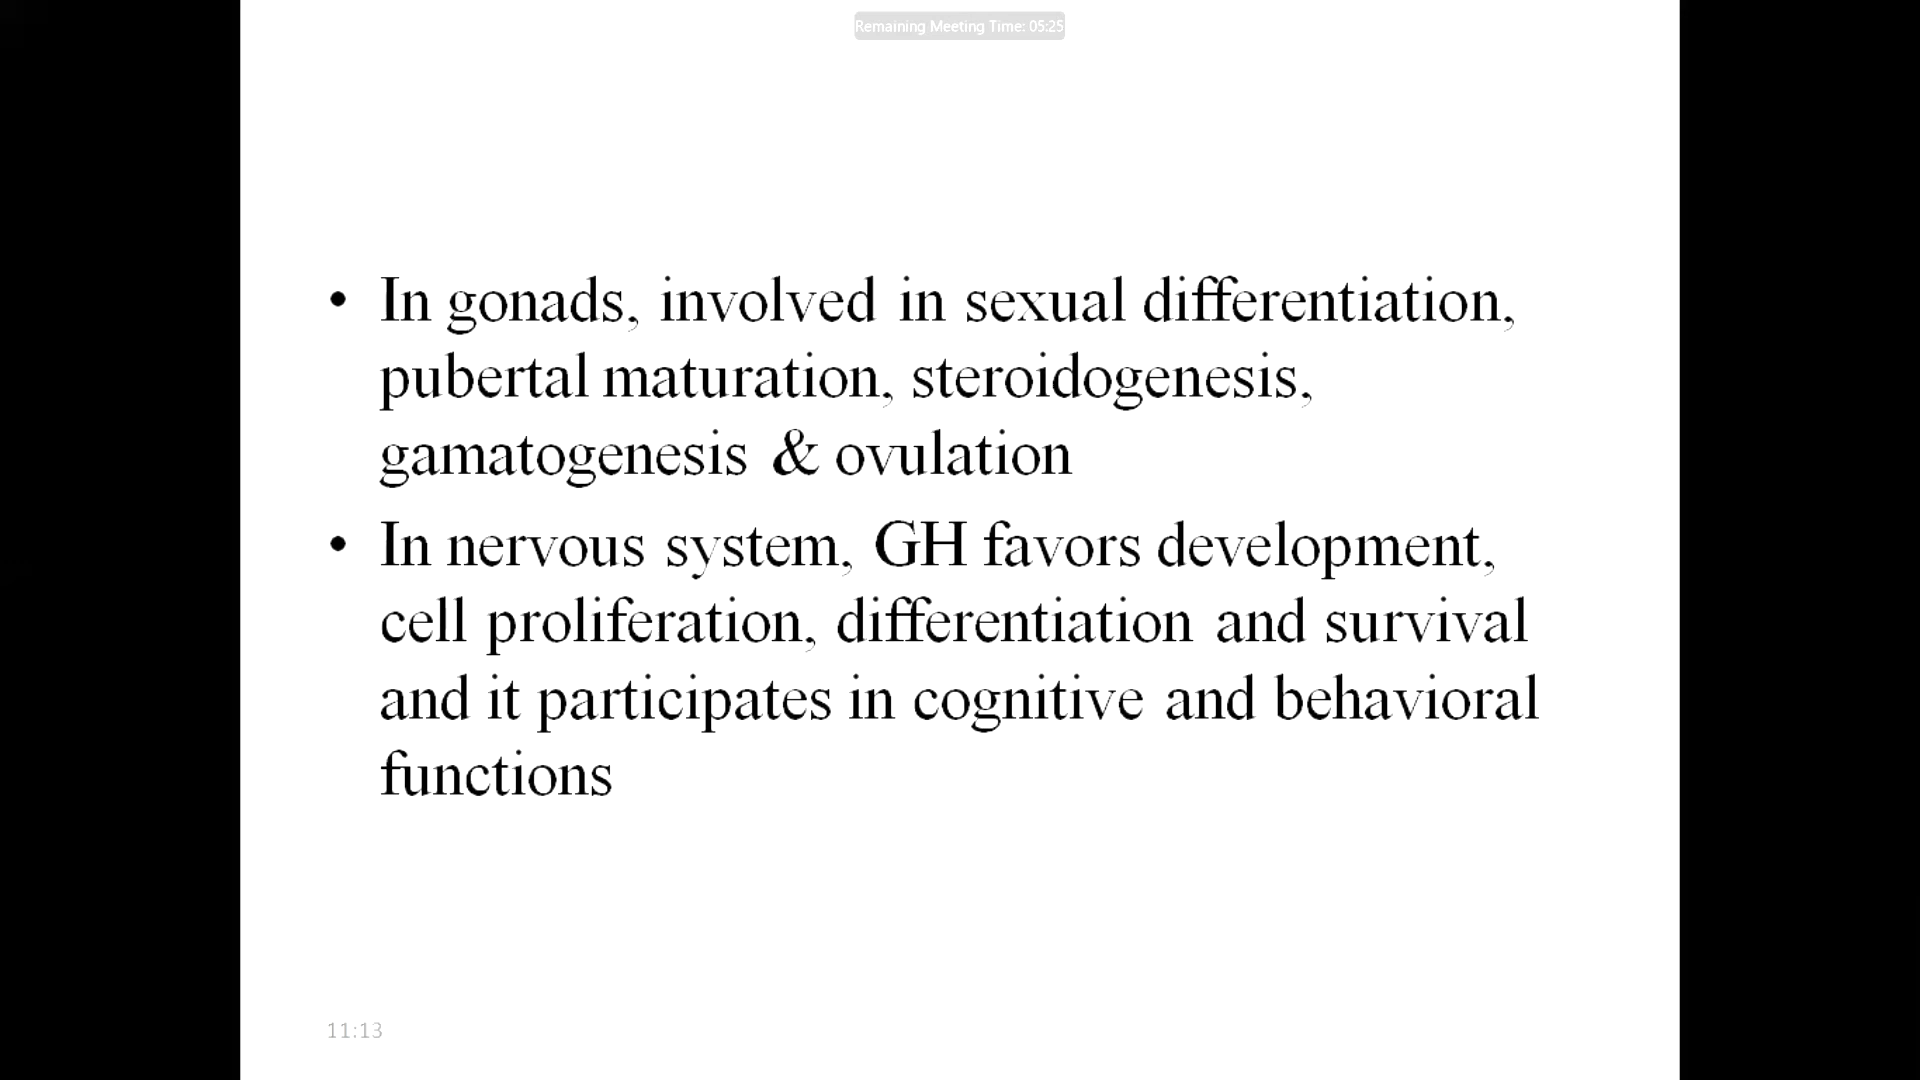 Remaining Meeting Time: 05:25
• In gonads, involved in sexual differentiation,
pubertal maturation, steroidogenesis,
gamatogenesis & ovulation
• In nervous system, GH favors development,
cell proliferation, differentiation and survival
and it participates in cognitive and behavioral
functions
11:13